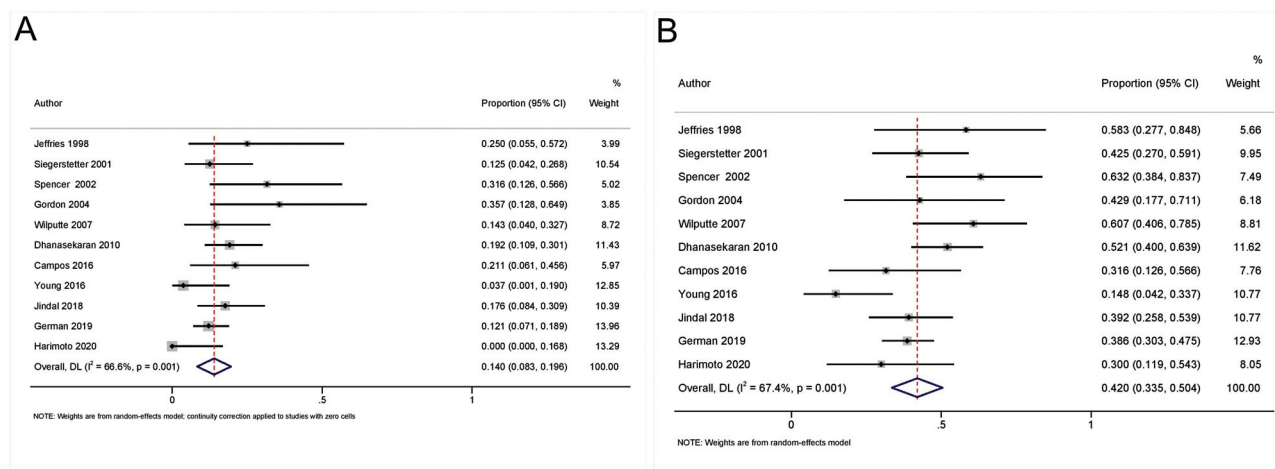 A
%
Author Proportion (95% CI) Weight
Jeffries 1998 0.250 (0.055, 0.572) 3.99
Siegerstetter 2001 0.125 (0.042, 0.268) 10.54
Spencer 2002 0.316 (0.126, 0.566) 5.02
Gordon 2004 0.357 (0.128, 0.649) 3.85
Wilputte 2007 0.143 (0.040, 0.327) 8.72
Dhanasekaran 2010 0.192 (0.109, 0.301) 11.43
Campos 2016 0.211 (0.061, 0.456) 5.97
Young 2016 0.037 (0.001, 0.190) 12.85
Jindal 2018 0.176 (0.084, 0.309) 10.39
German 2019 0.121 (0.071, 0.189) 13.96
Harimoto 2020 0.000 (0.000, 0.168) 13.29
Overall, DL (I² = 66.6%, p = 0.001) 0.140 (0.083, 0.196) 100.00
0 .5 1
NOTE: Weights are from random-effects model; continuity correction applied to studies with zero cells
B
%
Author Proportion (95% CI) Weight
Jeffries 1998 0.583 (0.277, 0.848) 5.66
Siegerstetter 2001 0.425 (0.270, 0.591) 9.95
Spencer 2002 0.632 (0.384, 0.837) 7.49
Gordon 2004 0.429 (0.177, 0.711) 6.18
Wilputte 2007 0.607 (0.406, 0.785) 8.81
Dhanasekaran 2010 0.521 (0.400, 0.639) 11.62
Campos 2016 0.316 (0.126, 0.566) 7.76
Young 2016 0.148 (0.042, 0.337) 10.77
Jindal 2018 0.392 (0.258, 0.539) 10.77
German 2019 0.386 (0.303, 0.475) 12.93
Harimoto 2020 0.300 (0.119, 0.543) 8.05
Overall, DL (I² = 67.4%, p = 0.001) 0.420 (0.335, 0.504) 100.00
0 .5 1
NOTE: Weights are from random-effects model